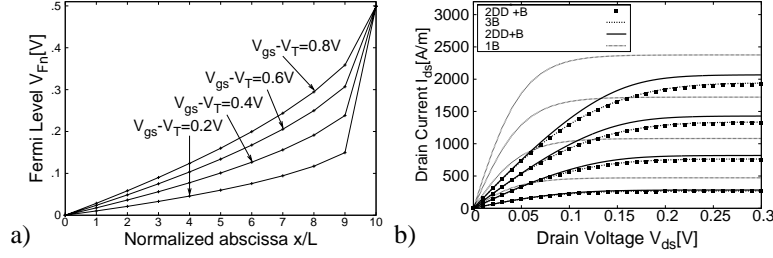 Fermi Level V_Fn[V]
.5
.4
.3
.2
.1
0
V_gs-V_T=0.8V
V_gs-V_T=0.6V
V_gs-V_T=0.4V
V_gs-V_T=0.2V
0 1 2 3 4 5 6 7 8 9 10
a) Normalized abscissa x/L
Drain Current I_ds[A/m]
3000
2500
2000
1500
1000
500
0
2DD +B
3B
2DD+B
1B
0 0.05 0.1 0.15 0.2 0.25 0.3
b) Drain Voltage V_ds[V]